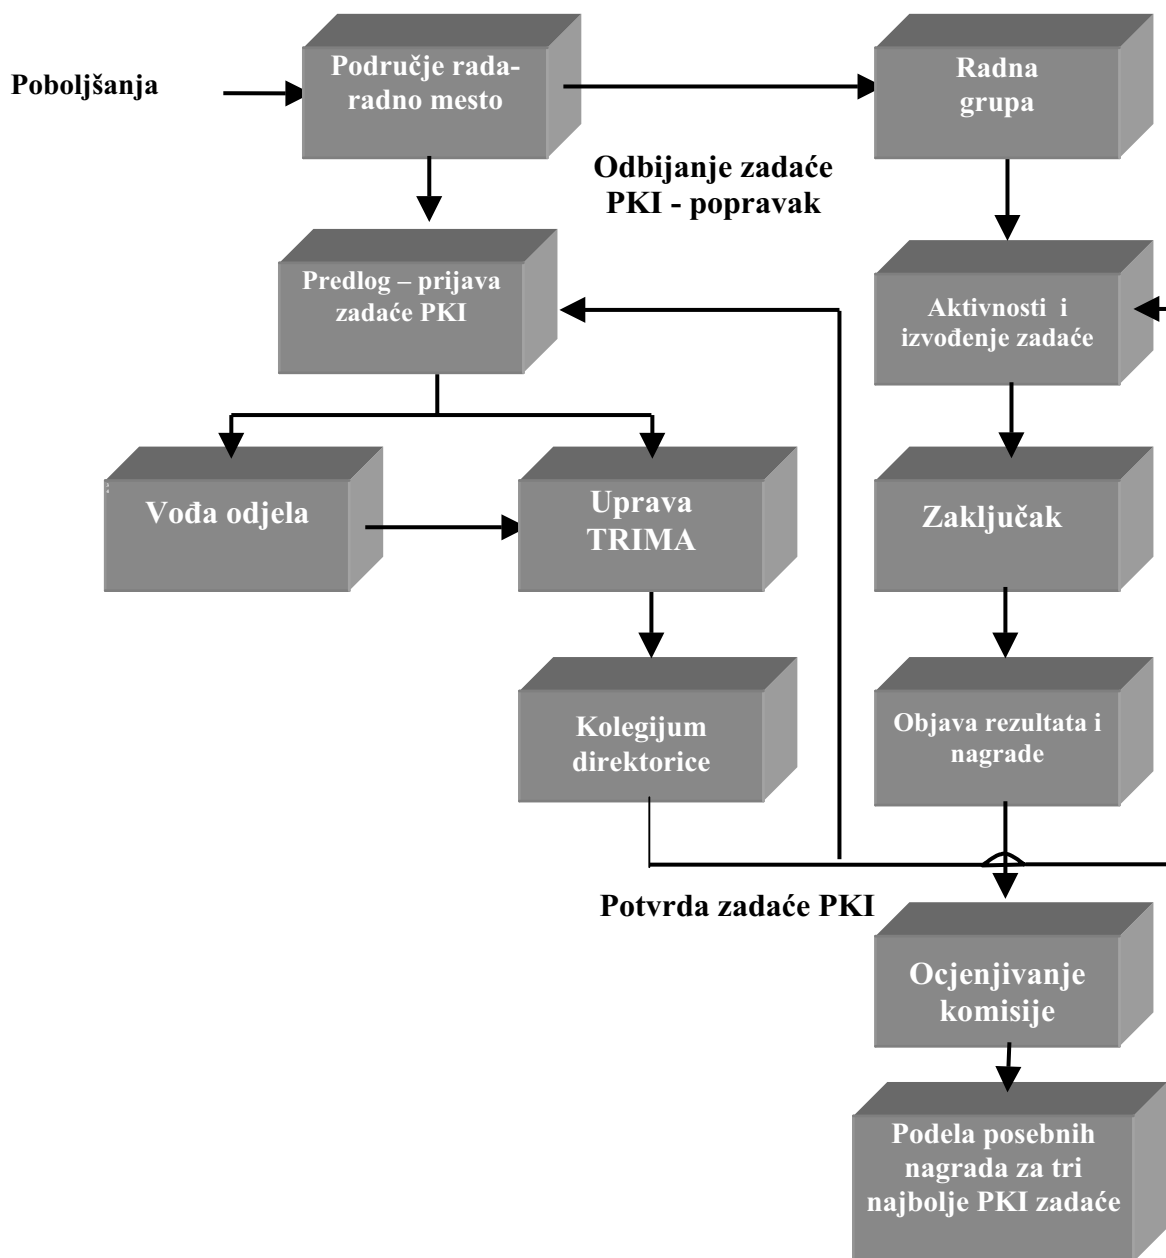 Poboljšanja
Područje rada-
radno mesto
Radna
grupa
Odbijanje zadaće
PKI - popravak
Predlog – prijava
zadaće PKI
Aktivnosti i
izvođenje zadaće
Vođa odjela
Uprava
TRIMA
Zaključak
Kolegijum
direktorice
Objava rezultata i
nagrade
Potvrda zadaće PKI
Ocjenjivanje
komisije
Podela posebnih
nagrada za tri
najbolje PKI zadaće